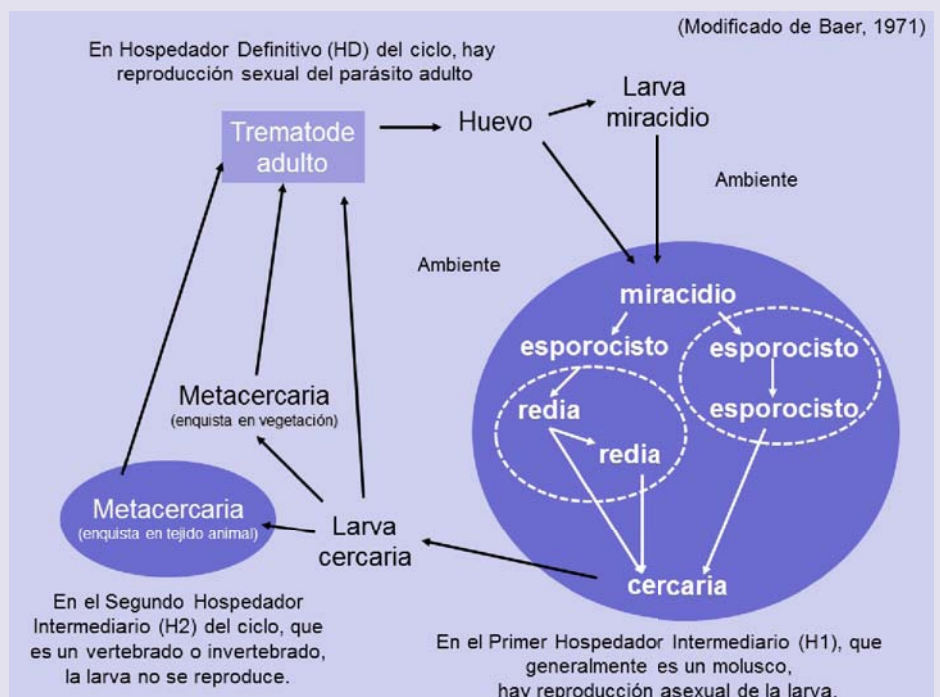 (Modificado de Baer, 1971)
En Hospedador Definitivo (HD) del ciclo, hay
reproducción sexual del parásito adulto
Trematode
adulto
Huevo
Larva
miracidio
Ambiente
Ambiente
miracidio
esporocisto
esporocisto
redia
esporocisto
redia
cercaria
Metacercaria
(enquista en vegetación)
Metacercaria
(enquista en tejido animal)
Larva
cercaria
En el Segundo Hospedador
Intermediario (H2) del ciclo, que
es un vertebrado o invertebrado,
la larva no se reproduce.
En el Primer Hospedador Intermediario (H1), que
generalmente es un molusco,
hay reproducción asexual de la larva.